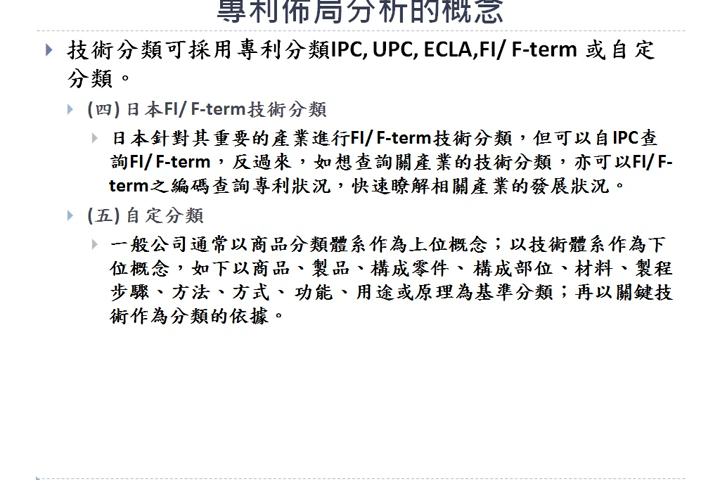 專利佈局分析的概念
技術分類可採用專利分類IPC, UPC, ECLA,FI/ F-term 或自定
分類。
(四) 日本FI/ F-term技術分類
日本針對其重要的產業進行FI/ F-term技術分類，但可以自IPC查
詢FI/ F-term，反過來，如想查詢關產業的技術分類，亦可以FI/ F-
term之編碼查詢專利狀況，快速瞭解相關產業的發展狀況。
(五) 自定分類
一般公司通常以商品分類體系作為上位概念；以技術體系作為下
位概念，如下以商品、製品、構成零件、構成部位、材料、製程
步驟、方法、方式、功能、用途或原理為基準分類；再以關鍵技
術作為分類的依據。